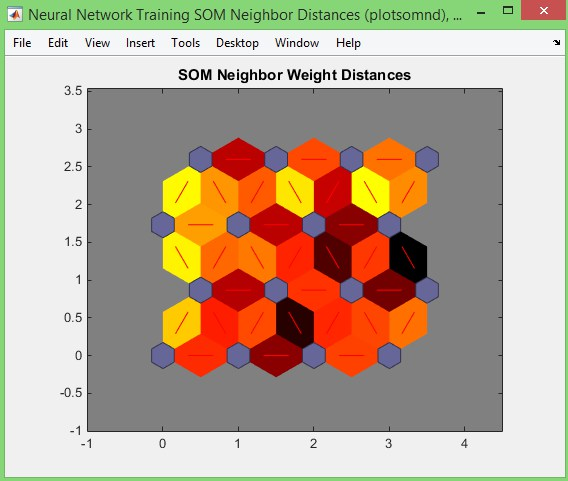 Neural Network Training SOM Neighbor Distances (plotsomnd), ...
File Edit View Insert Tools Desktop Window Help
SOM Neighbor Weight Distances
3.5
3
2.5
2
1.5
1
0.5
0
-0.5
-1
-1 0 1 2 3 4